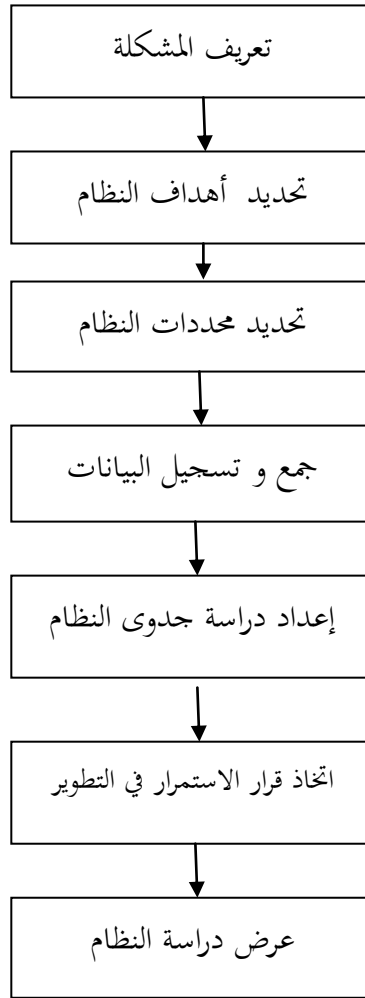 تعريف المشكلة
تحديد أهداف النظام
تحديد محددات النظام
جمع و تسجيل البيانات
إعداد دراسة جدوى النظام
اتخاذ قرار الاستمرار في التطوير
عرض دراسة النظام